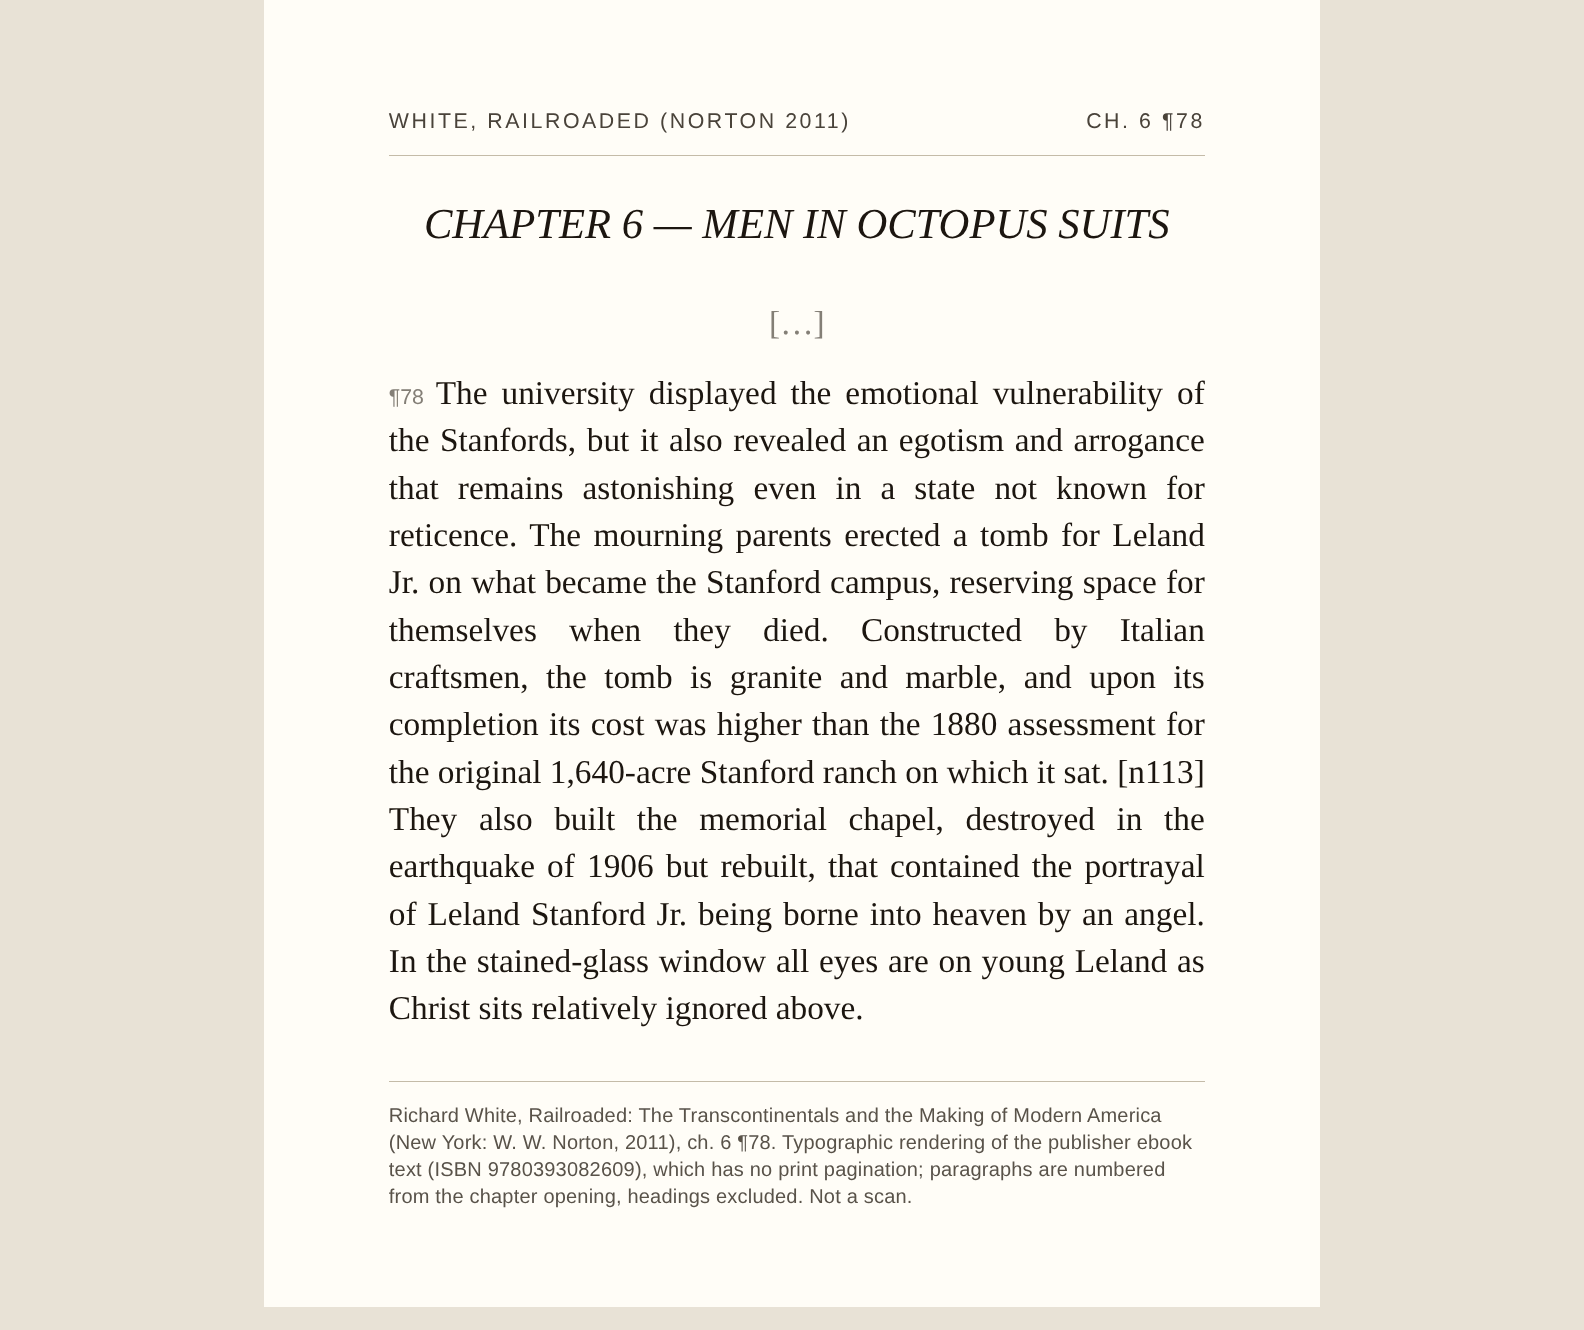 WHITE, RAILROADED (NORTON 2011) CH. 6 ¶78
CHAPTER 6 — MEN IN OCTOPUS SUITS
[…]
¶78 The university displayed the emotional vulnerability of
the Stanfords, but it also revealed an egotism and arrogance
that remains astonishing even in a state not known for
reticence. The mourning parents erected a tomb for Leland
Jr. on what became the Stanford campus, reserving space for
themselves when they died. Constructed by Italian
craftsmen, the tomb is granite and marble, and upon its
completion its cost was higher than the 1880 assessment for
the original 1,640-acre Stanford ranch on which it sat. [n113]
They also built the memorial chapel, destroyed in the
earthquake of 1906 but rebuilt, that contained the portrayal
of Leland Stanford Jr. being borne into heaven by an angel.
In the stained-glass window all eyes are on young Leland as
Christ sits relatively ignored above.
Richard White, Railroaded: The Transcontinentals and the Making of Modern America
(New York: W. W. Norton, 2011), ch. 6 ¶78. Typographic rendering of the publisher ebook
text (ISBN 9780393082609), which has no print pagination; paragraphs are numbered
from the chapter opening, headings excluded. Not a scan.